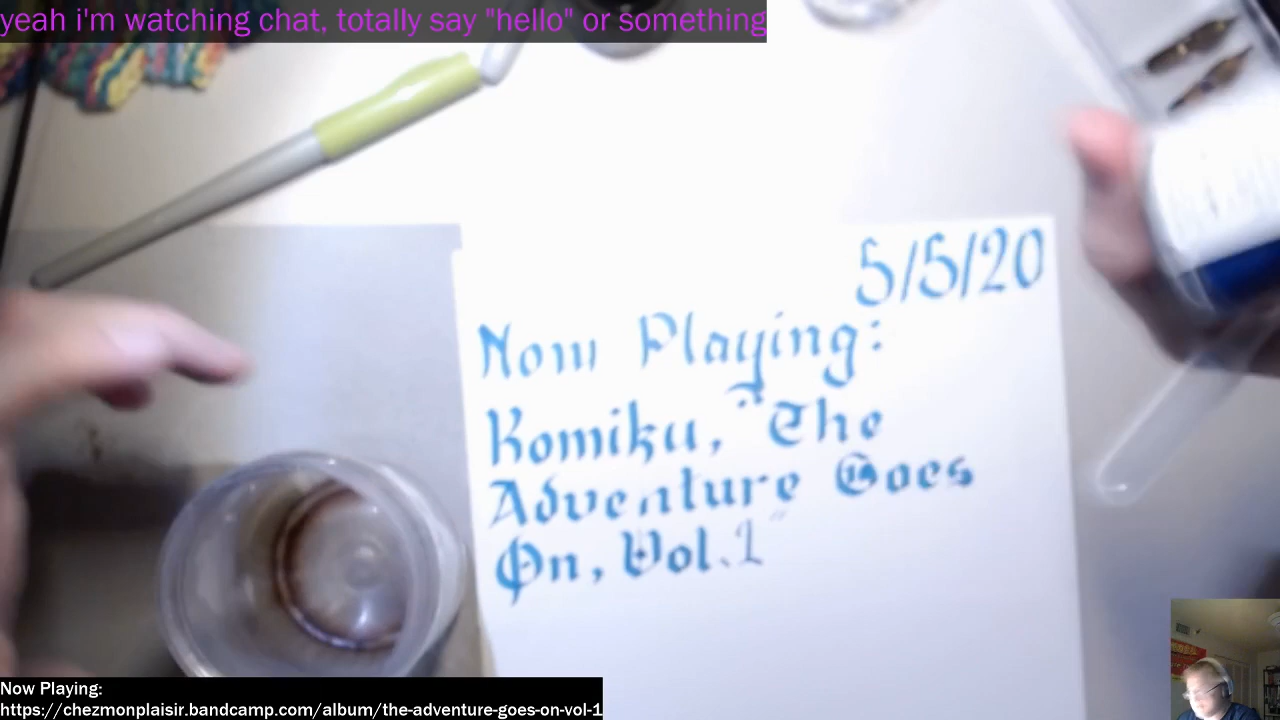 yeah i'm watching chat, totally say "hello" or something
5/5/20
Now Playing:
Komiku, "The
Adventure Goes
On, Vol. 1"
Now Playing:
https://chezmonplaisir.bandcamp.com/album/the-adventure-goes-on-vol-1